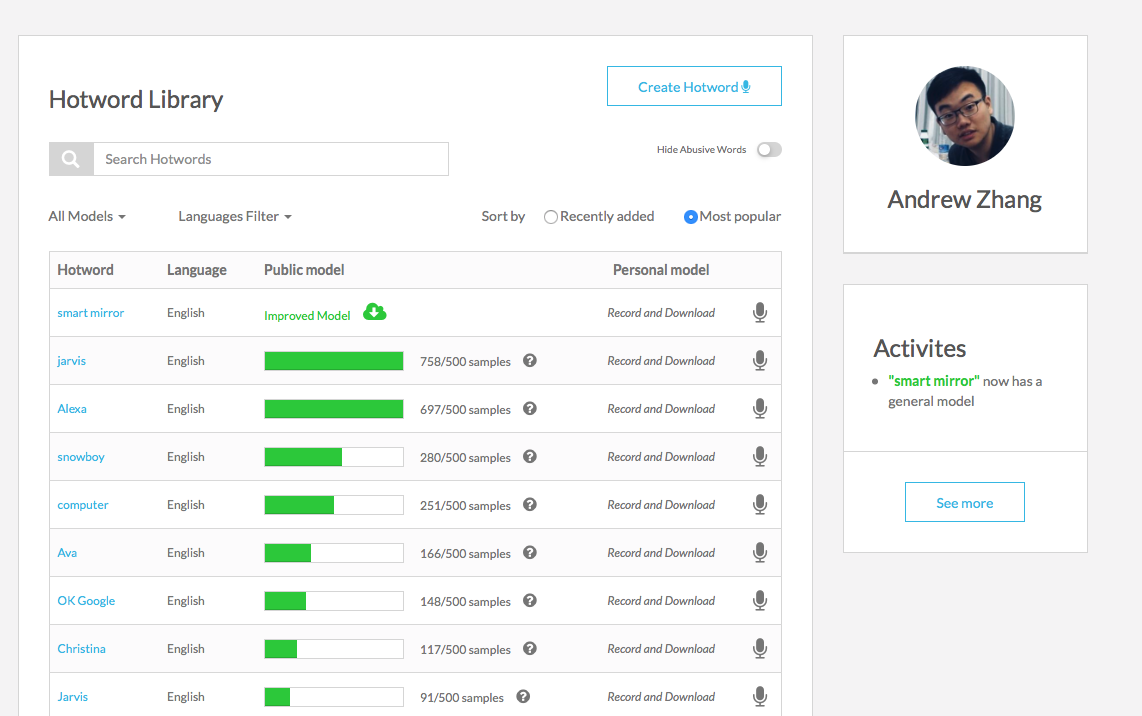 Hotword Library
Create Hotword
Search Hotwords
Hide Abusive Words
All Models
Languages Filter
Sort by
Recently added
Most popular
Hotword Language Public model Personal model
smart mirror English Improved Model Record and Download
jarvis English 758/500 samples ? Record and Download
Alexa English 697/500 samples ? Record and Download
snowboy English 280/500 samples ? Record and Download
computer English 251/500 samples ? Record and Download
Ava English 166/500 samples ? Record and Download
OK Google English 148/500 samples ? Record and Download
Christina English 117/500 samples ? Record and Download
Jarvis English 91/500 samples ? Record and Download
Andrew Zhang
Activites
• "smart mirror" now has a
general model
See more